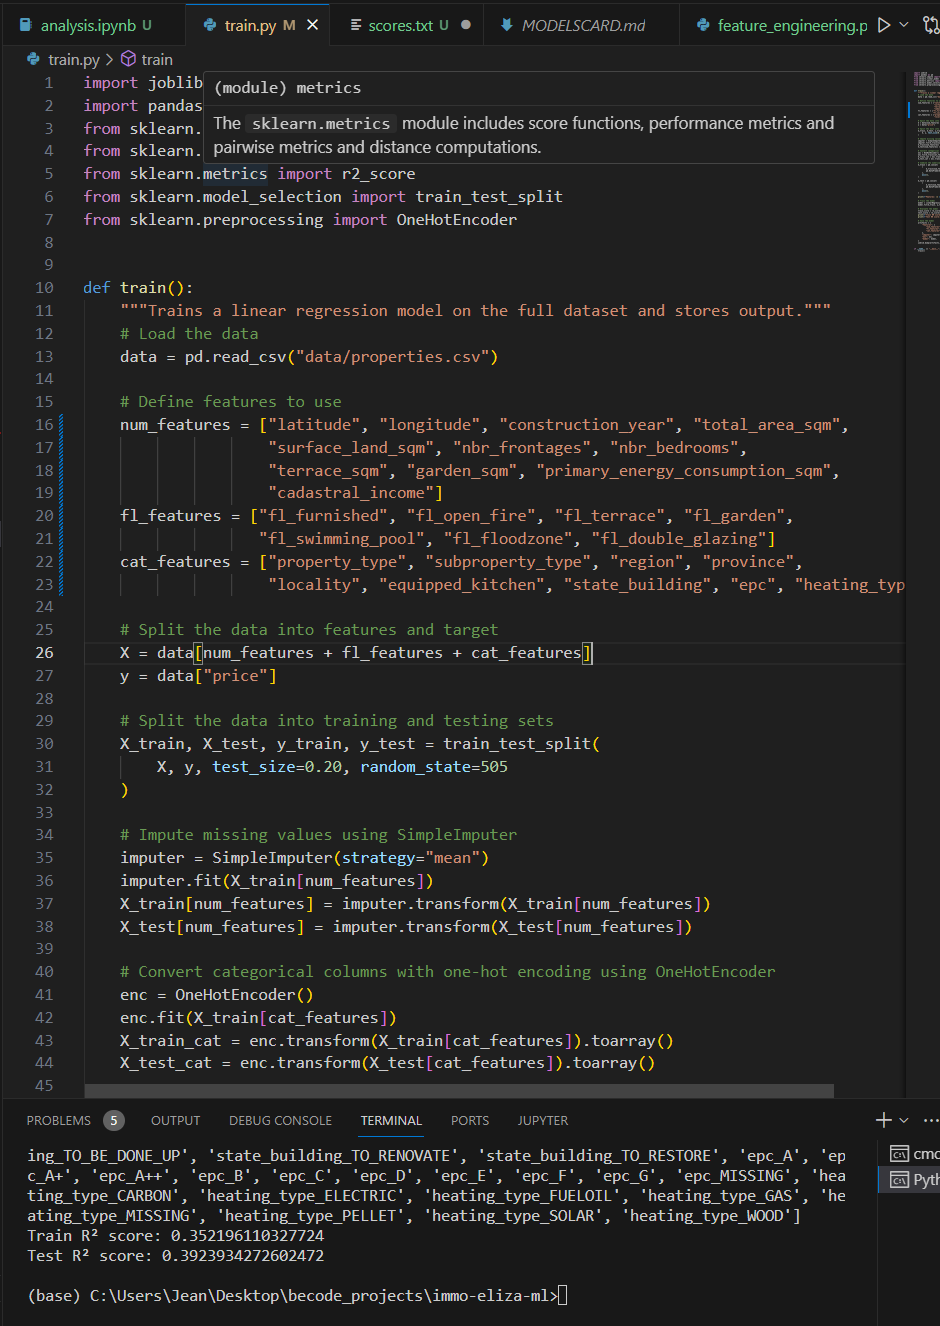 analysis.ipynb U
train.py M
scores.txt U
MODELSCARD.md
feature_engineering.p
train.py > train
1 import joblib
(module) metrics
2 import pandas
The sklearn.metrics module includes score functions, performance metrics and
3 from sklearn.
pairwise metrics and distance computations.
4 from sklearn.
5 from sklearn.metrics import r2_score
6 from sklearn.model_selection import train_test_split
7 from sklearn.preprocessing import OneHotEncoder
8
9
10 def train():
11 """Trains a linear regression model on the full dataset and stores output."""
12 # Load the data
13 data = pd.read_csv("data/properties.csv")
14
15 # Define features to use
16 num_features = ["latitude", "longitude", "construction_year", "total_area_sqm",
17 "surface_land_sqm", "nbr_frontages", "nbr_bedrooms",
18 "terrace_sqm", "garden_sqm", "primary_energy_consumption_sqm",
19 "cadastral_income"]
20 fl_features = ["fl_furnished", "fl_open_fire", "fl_terrace", "fl_garden",
21 "fl_swimming_pool", "fl_floodzone", "fl_double_glazing"]
22 cat_features = ["property_type", "subproperty_type", "region", "province",
23 "locality", "equipped_kitchen", "state_building", "epc", "heating_typ
24
25 # Split the data into features and target
26 X = data[num_features + fl_features + cat_features]
27 y = data["price"]
28
29 # Split the data into training and testing sets
30 X_train, X_test, y_train, y_test = train_test_split(
31 X, y, test_size=0.20, random_state=505
32 )
33
34 # Impute missing values using SimpleImputer
35 imputer = SimpleImputer(strategy="mean")
36 imputer.fit(X_train[num_features])
37 X_train[num_features] = imputer.transform(X_train[num_features])
38 X_test[num_features] = imputer.transform(X_test[num_features])
39
40 # Convert categorical columns with one-hot encoding using OneHotEncoder
41 enc = OneHotEncoder()
42 enc.fit(X_train[cat_features])
43 X_train_cat = enc.transform(X_train[cat_features]).toarray()
44 X_test_cat = enc.transform(X_test[cat_features]).toarray()
45
PROBLEMS 5 OUTPUT DEBUG CONSOLE TERMINAL PORTS JUPYTER
ing_TO_BE_DONE_UP', 'state_building_TO_RENOVATE', 'state_building_TO_RESTORE', 'epc_A', 'ep
c_A+', 'epc_A++', 'epc_B', 'epc_C', 'epc_D', 'epc_E', 'epc_F', 'epc_G', 'epc_MISSING', 'hea
ting_type_CARBON', 'heating_type_ELECTRIC', 'heating_type_FUELOIL', 'heating_type_GAS', 'he
ating_type_MISSING', 'heating_type_PELLET', 'heating_type_SOLAR', 'heating_type_WOOD']
Train R² score: 0.352196110327724
Test R² score: 0.3923934272602472
(base) C:\Users\Jean\Desktop\becode_projects\immo-eliza-ml>
cmd
Pyth